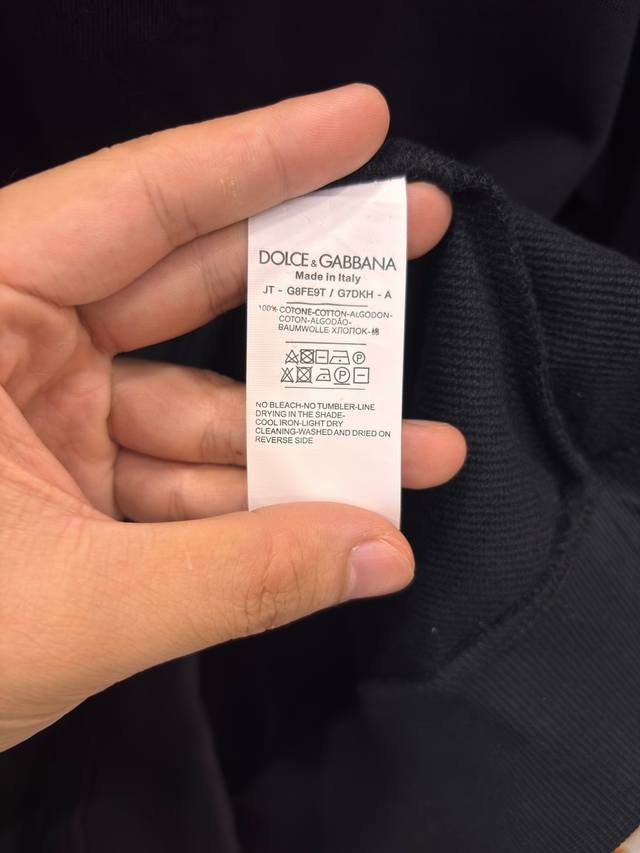 DOLCE & GABBANA
Made in Italy
JT - G8FE9T / G7DKH - A
100% COTONE-COTTON-ALGODON-
COTON-ALGODÃO-
BAUMWOLLE-ХЛОПОК-棉
NO BLEACH-NO TUMBLER-LINE
DRYING IN THE SHADE-
COOL IRON-LIGHT DRY
CLEANING-WASHED AND DRIED ON
REVERSE SIDE